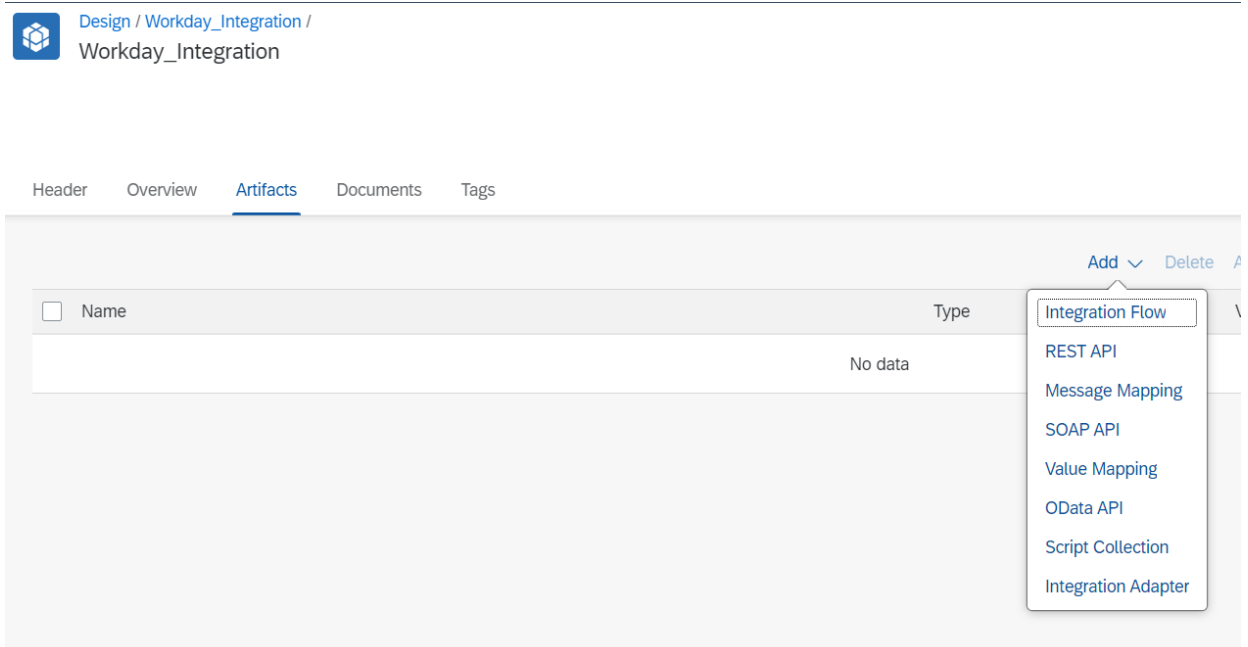 Design / Workday_Integration /
Workday_Integration
Header Overview Artifacts Documents Tags
Add Delete
Name Type
No data
Integration Flow
REST API
Message Mapping
SOAP API
Value Mapping
OData API
Script Collection
Integration Adapter